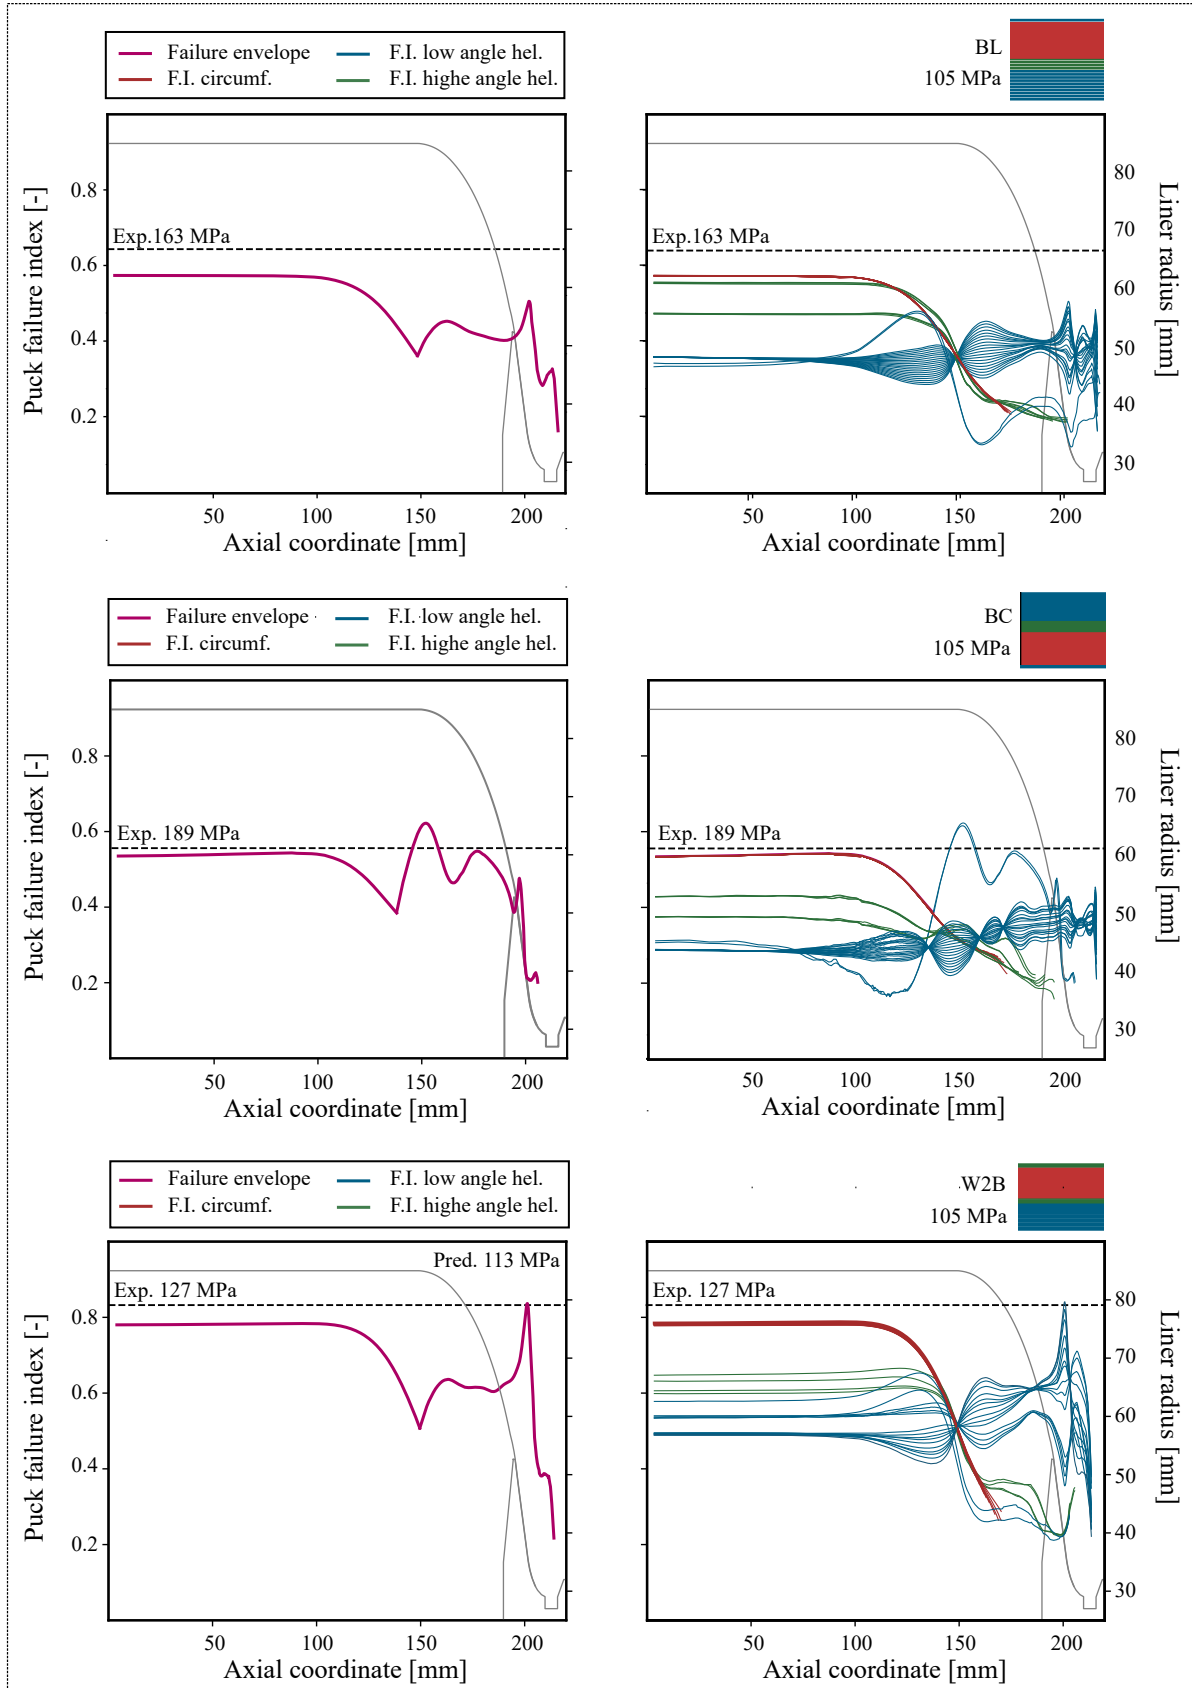 Failure envelope
F.I. low angle hel.
F.I. circumf.
F.I. highe angle hel.
BL
105 MPa
Puck failure index [-]
0.8
0.6
0.4
0.2
Exp.163 MPa
50
100
150
200
Axial coordinate [mm]
Exp.163 MPa
80
70
60
50
40
30
Liner radius [mm]
50
100
150
200
Axial coordinate [mm]
Failure envelope
F.I. low angle hel.
F.I. circumf.
F.I. highe angle hel.
BC
105 MPa
Puck failure index [-]
0.8
0.6
0.4
0.2
Exp. 189 MPa
50
100
150
200
Axial coordinate [mm]
Exp. 189 MPa
80
70
60
50
40
30
Liner radius [mm]
50
100
150
200
Axial coordinate [mm]
Failure envelope
F.I. low angle hel.
F.I. circumf.
F.I. highe angle hel.
W2B
105 MPa
Puck failure index [-]
0.8
0.6
0.4
0.2
Pred. 113 MPa
Exp. 127 MPa
50
100
150
200
Axial coordinate [mm]
Exp. 127 MPa
80
70
60
50
40
30
Liner radius [mm]
50
100
150
200
Axial coordinate [mm]